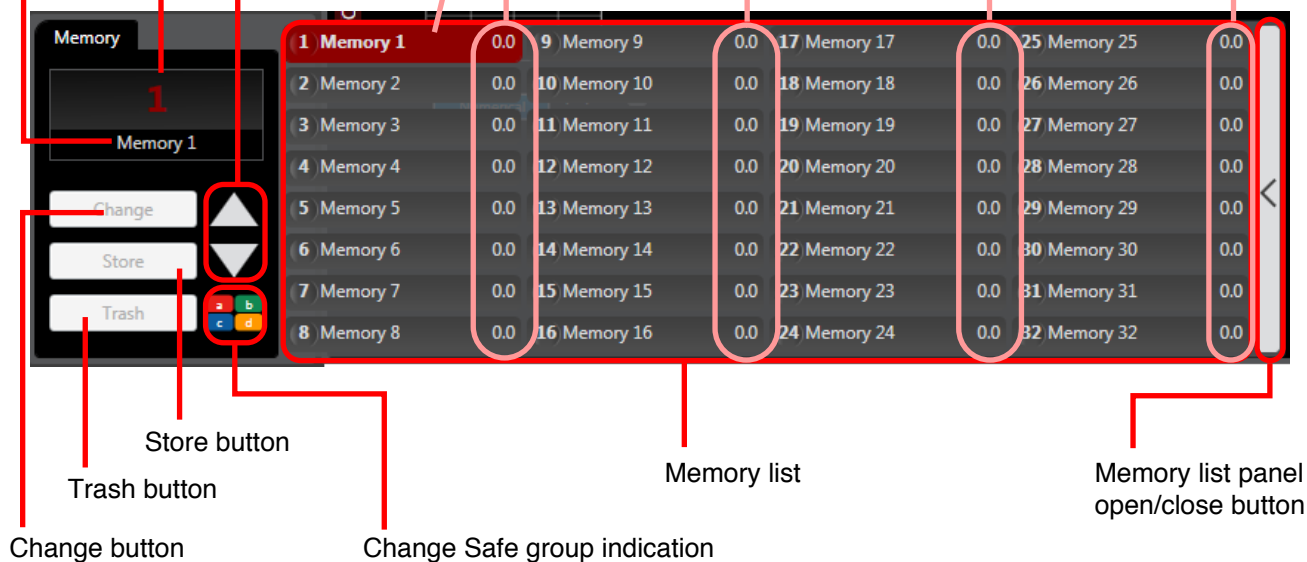 Memory
1
Memory 1
Change
Store
Trash
a b
c d
1 Memory 1 0.0 9 Memory 9 0.0 17 Memory 17 0.0 25 Memory 25 0.0
2 Memory 2 0.0 10 Memory 10 0.0 18 Memory 18 0.0 26 Memory 26 0.0
3 Memory 3 0.0 11 Memory 11 0.0 19 Memory 19 0.0 27 Memory 27 0.0
4 Memory 4 0.0 12 Memory 12 0.0 20 Memory 20 0.0 28 Memory 28 0.0
5 Memory 5 0.0 13 Memory 13 0.0 21 Memory 21 0.0 29 Memory 29 0.0
6 Memory 6 0.0 14 Memory 14 0.0 22 Memory 22 0.0 30 Memory 30 0.0
7 Memory 7 0.0 15 Memory 15 0.0 23 Memory 23 0.0 31 Memory 31 0.0
8 Memory 8 0.0 16 Memory 16 0.0 24 Memory 24 0.0 32 Memory 32 0.0
Store button
Trash button
Change button
Change Safe group indication
Memory list
Memory list panel
open/close button